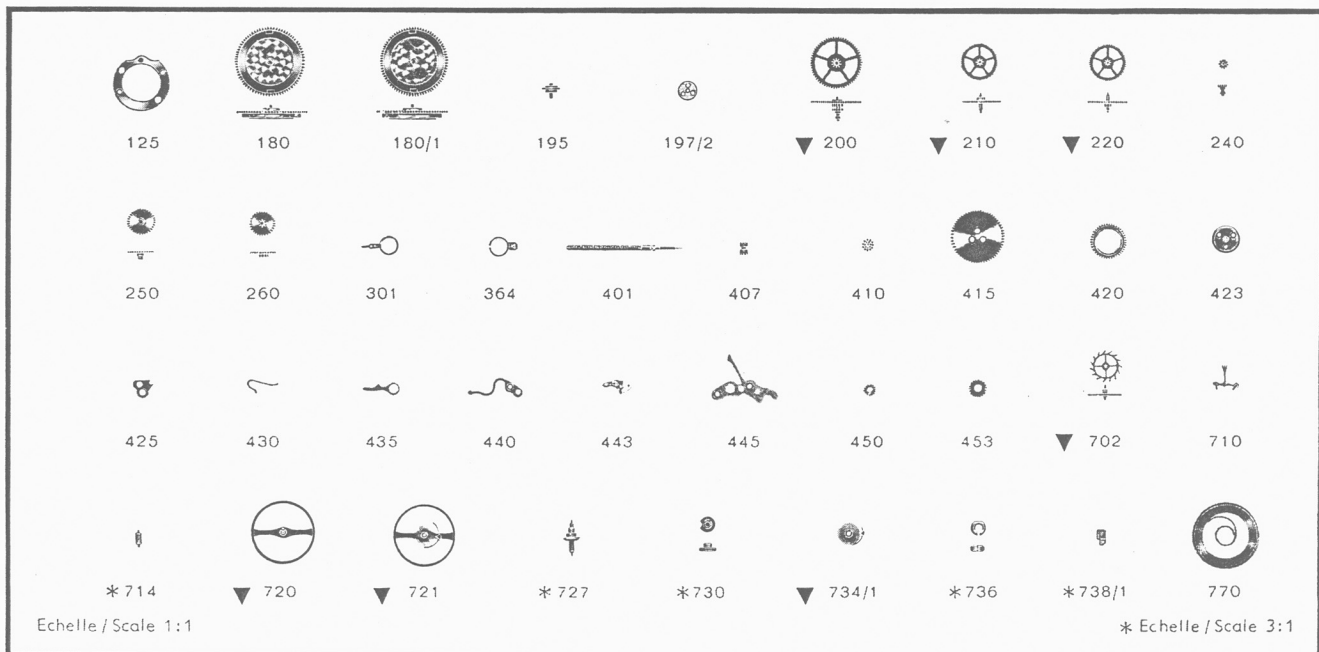 125 180 180/1 195 197/2 ▼ 200 ▼ 210 ▼ 220 240
250 260 301 364 401 407 410 415 420 423
425 430 435 440 443 445 450 453 ▼ 702 710
*714 ▼ 720 ▼ 721 *727 *730 ▼ 734/1 *736 *738/1 770
Echelle / Scale 1:1 * Echelle / Scale 3:1